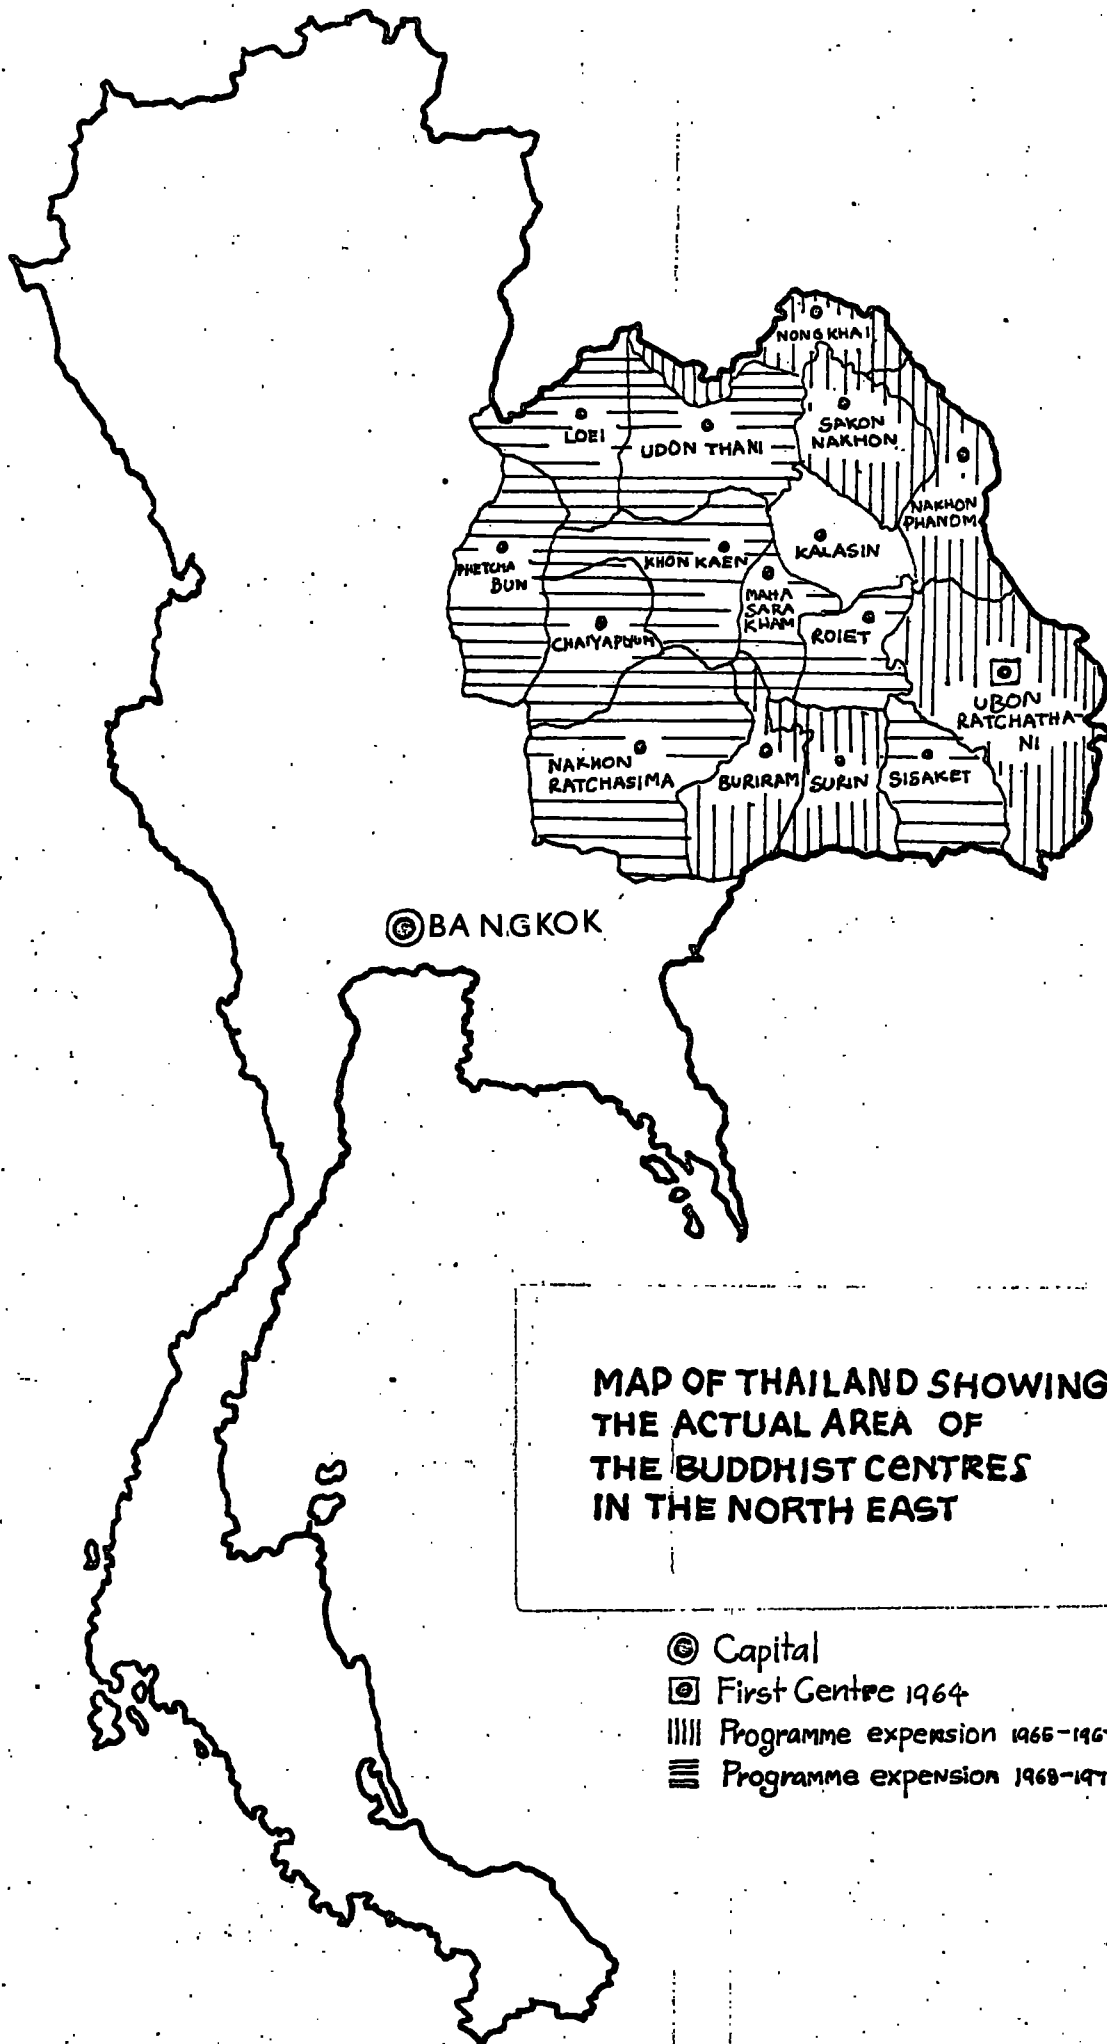 NONG KHAI
LOEI
UDON THANI
SAKON
NAKHON
NAKHON
PHANOM
PHETCHA
BUN
KHON KAEN
KALASIN
MAHA
SARA
KHAM
CHAIYAPHUM
ROIET
UBON
RATCHATHA-
NI
NAKHON
RATCHASIMA
BURIRAM
SURIN
SISAKET
BANGKOK
MAP OF THAILAND SHOWING
THE ACTUAL AREA OF
THE BUDDHIST CENTRES
IN THE NORTH EAST
Capital
First Centre 1964
Programme expension
Programme expension